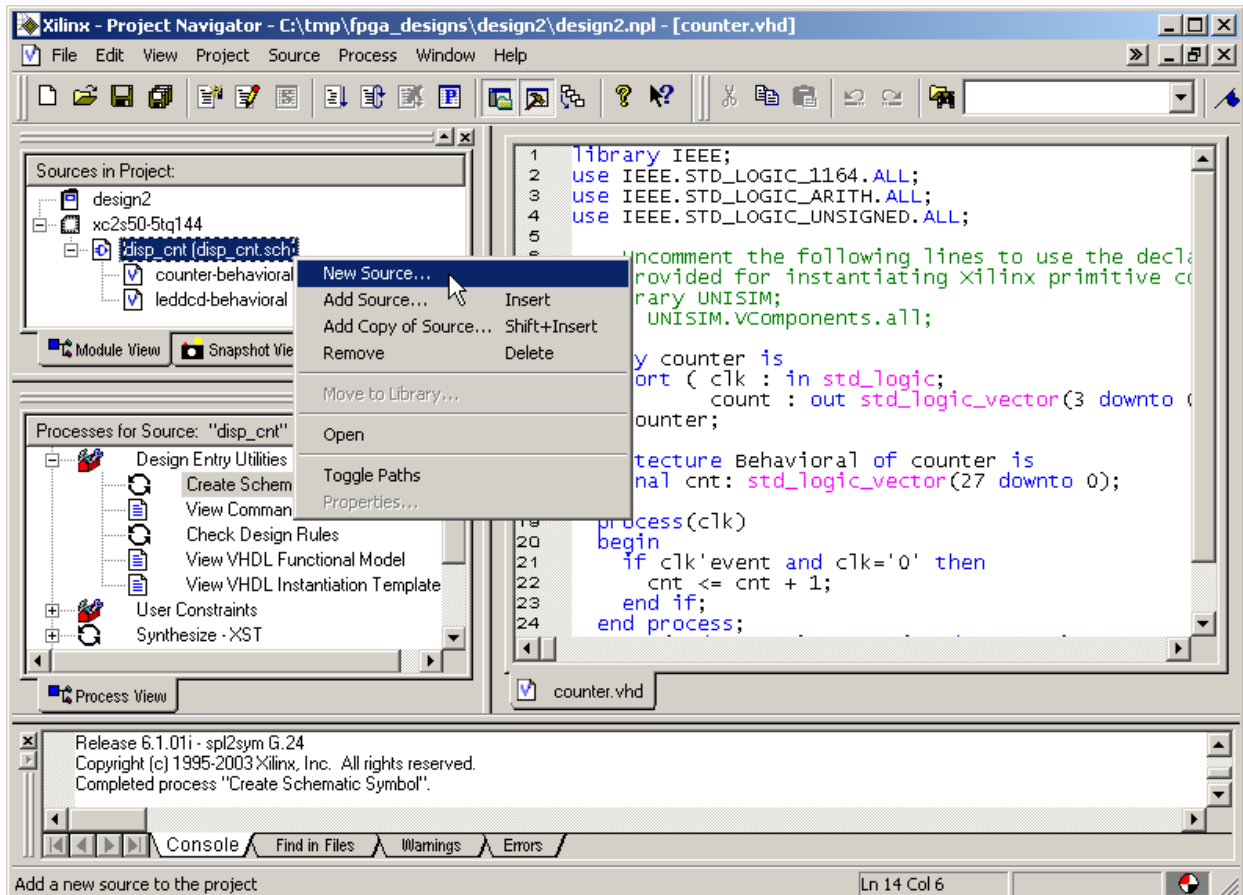 Xilinx - Project Navigator - C:\tmp\fpga_designs\design2\design2.npl - [counter.vhd]
File Edit View Project Source Process Window Help
Sources in Project:
design2
xc2s50-5tq144
disp_cnt (disp_cnt.sch
counter-behavioral
leddcd-behavioral
Module View Snapshot Vie
New Source...
Add Source... Insert
Add Copy of Source... Shift+Insert
Remove Delete
Move to Library...
Open
Toggle Paths
Properties...
Processes for Source: "disp_cnt"
Design Entry Utilities
Create Schem
View Comman
Check Design Rules
View VHDL Functional Model
View VHDL Instantiation Template
User Constraints
Synthesize - XST
Process View
1 library IEEE;
2 use IEEE.STD_LOGIC_1164.ALL;
3 use IEEE.STD_LOGIC_ARITH.ALL;
4 use IEEE.STD_LOGIC_UNSIGNED.ALL;
5
Uncomment the following lines to use the decla
rovided for instantiating Xilinx primitive co
rary UNISIM;
UNISIM.VComponents.all;
y counter is
ort ( clk : in std_logic;
count : out std_logic_vector(3 downto
ounter;
tecture Behavioral of counter is
nal cnt: std_logic_vector(27 downto 0);
19 process(clk)
20 begin
21 if clk'event and clk='0' then
22 cnt <= cnt + 1;
23 end if;
24 end process;
counter.vhd
Release 6.1.01i - spl2sym G.24
Copyright (c) 1995-2003 Xilinx, Inc. All rights reserved.
Completed process "Create Schematic Symbol".
Console Find in Files Warnings Errors
Add a new source to the project Ln 14 Col 6